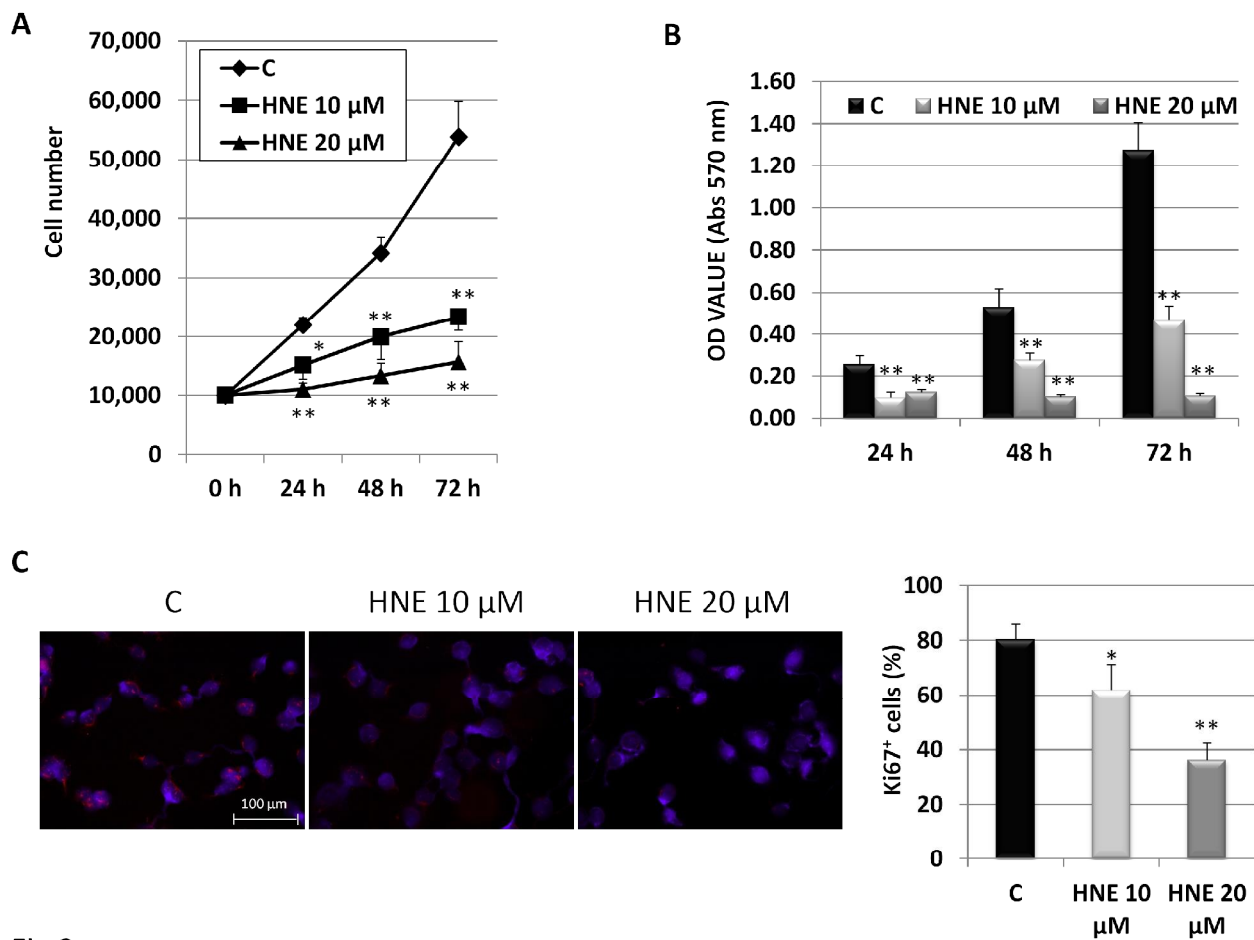 A
70,000
60,000
50,000
40,000
30,000
20,000
10,000
0
Cell number
C
HNE 10 µM
HNE 20 µM
*
**
**
**
**
**
0 h
24 h
48 h
72 h
B
1.60
1.40
1.20
1.00
0.80
0.60
0.40
0.20
0.00
OD VALUE (Abs 570 nm)
C
HNE 10 µM
HNE 20 µM
**
**
**
**
**
**
24 h
48 h
72 h
C
C
HNE 10 µM
HNE 20 µM
100 µm
100
80
60
40
20
0
Ki67+ cells (%)
*
**
C
HNE 10 µM
HNE 20 µM